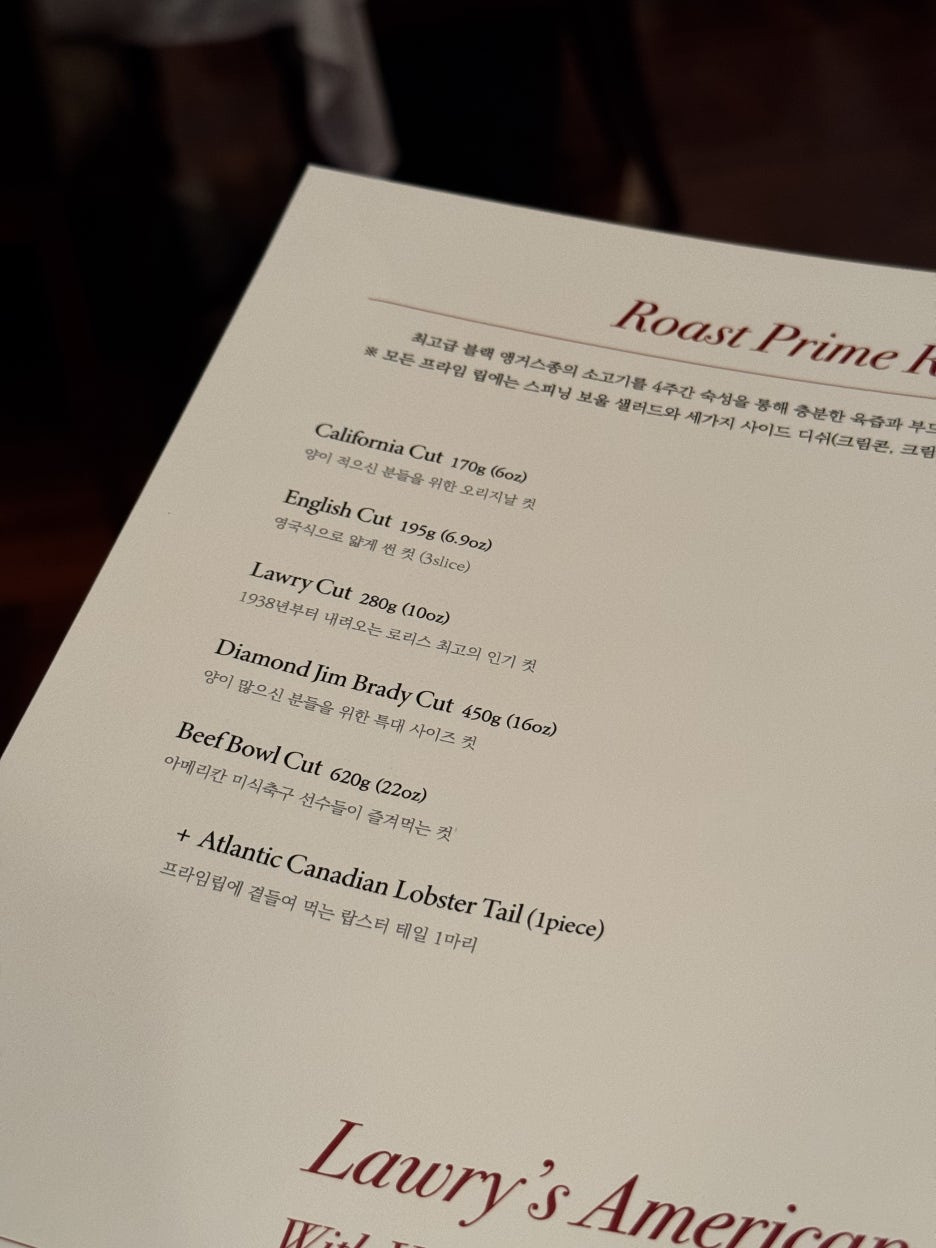 Roast Prime R
최고급 블랙 앵거스종의 소고기를 4주간 숙성을 통해 충분한 육즙과 부드
※ 모든 프라임 립에는 스피닝 보울 샐러드와 세가지 사이드 디쉬(크림콘, 크림
California Cut 170g (6oz)
양이 적으신 분들을 위한 오리지날 컷
English Cut 195g (6.9oz)
영국식으로 얇게 썬 컷 (3slice)
Lawry Cut 280g (10oz)
1938년부터 내려오는 로리스 최고의 인기 컷
Diamond Jim Brady Cut 450g (16oz)
양이 많으신 분들을 위한 특대 사이즈 컷
Beef Bowl Cut 620g (22oz)
아메리칸 미식축구 선수들이 즐겨먹는 컷
+ Atlantic Canadian Lobster Tail (1piece)
프라임립에 곁들여 먹는 랍스터 테일 1마리
Lawry's American
With